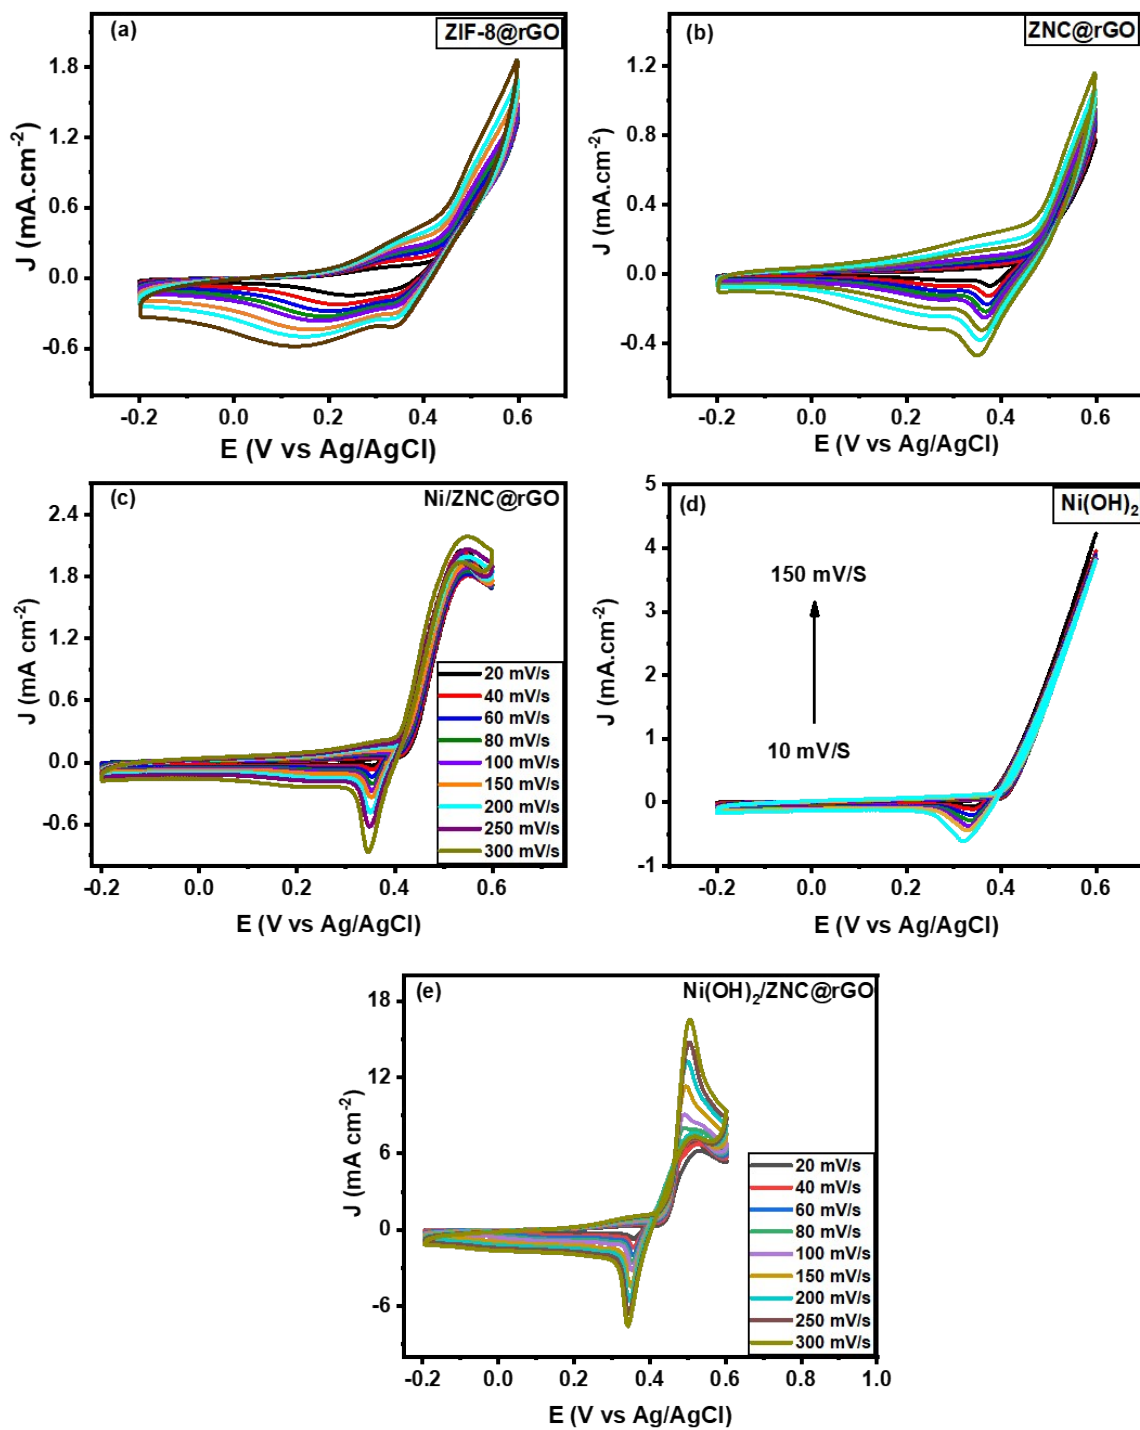 (a)
ZIF-8@rGO
1.8
1.2
0.6
0.0
-0.6
J (mA.cm-2)
-0.2 0.0 0.2 0.4 0.6
E (V vs Ag/AgCl)
(b)
ZNC@rGO
1.2
0.8
0.4
0.0
-0.4
J (mA.cm-2)
-0.2 0.0 0.2 0.4 0.6
E (V vs Ag/AgCl)
(c)
Ni/ZNC@rGO
2.4
1.8
1.2
0.6
0.0
-0.6
J (mA cm-2)
20 mV/s
40 mV/s
60 mV/s
80 mV/s
100 mV/s
150 mV/s
200 mV/s
250 mV/s
300 mV/s
-0.2 0.0 0.2 0.4 0.6
E (V vs Ag/AgCl)
(d)
Ni(OH)2
5
4
3
2
1
0
-1
J (mA.cm-2)
150 mV/S
10 mV/S
-0.2 0.0 0.2 0.4 0.6
E (V vs Ag/AgCl)
(e)
Ni(OH)2/ZNC@rGO
18
12
6
0
-6
J (mA cm-2)
20 mV/s
40 mV/s
60 mV/s
80 mV/s
100 mV/s
150 mV/s
200 mV/s
250 mV/s
300 mV/s
-0.2 0.0 0.2 0.4 0.6 0.8 1.0
E (V vs Ag/AgCl)